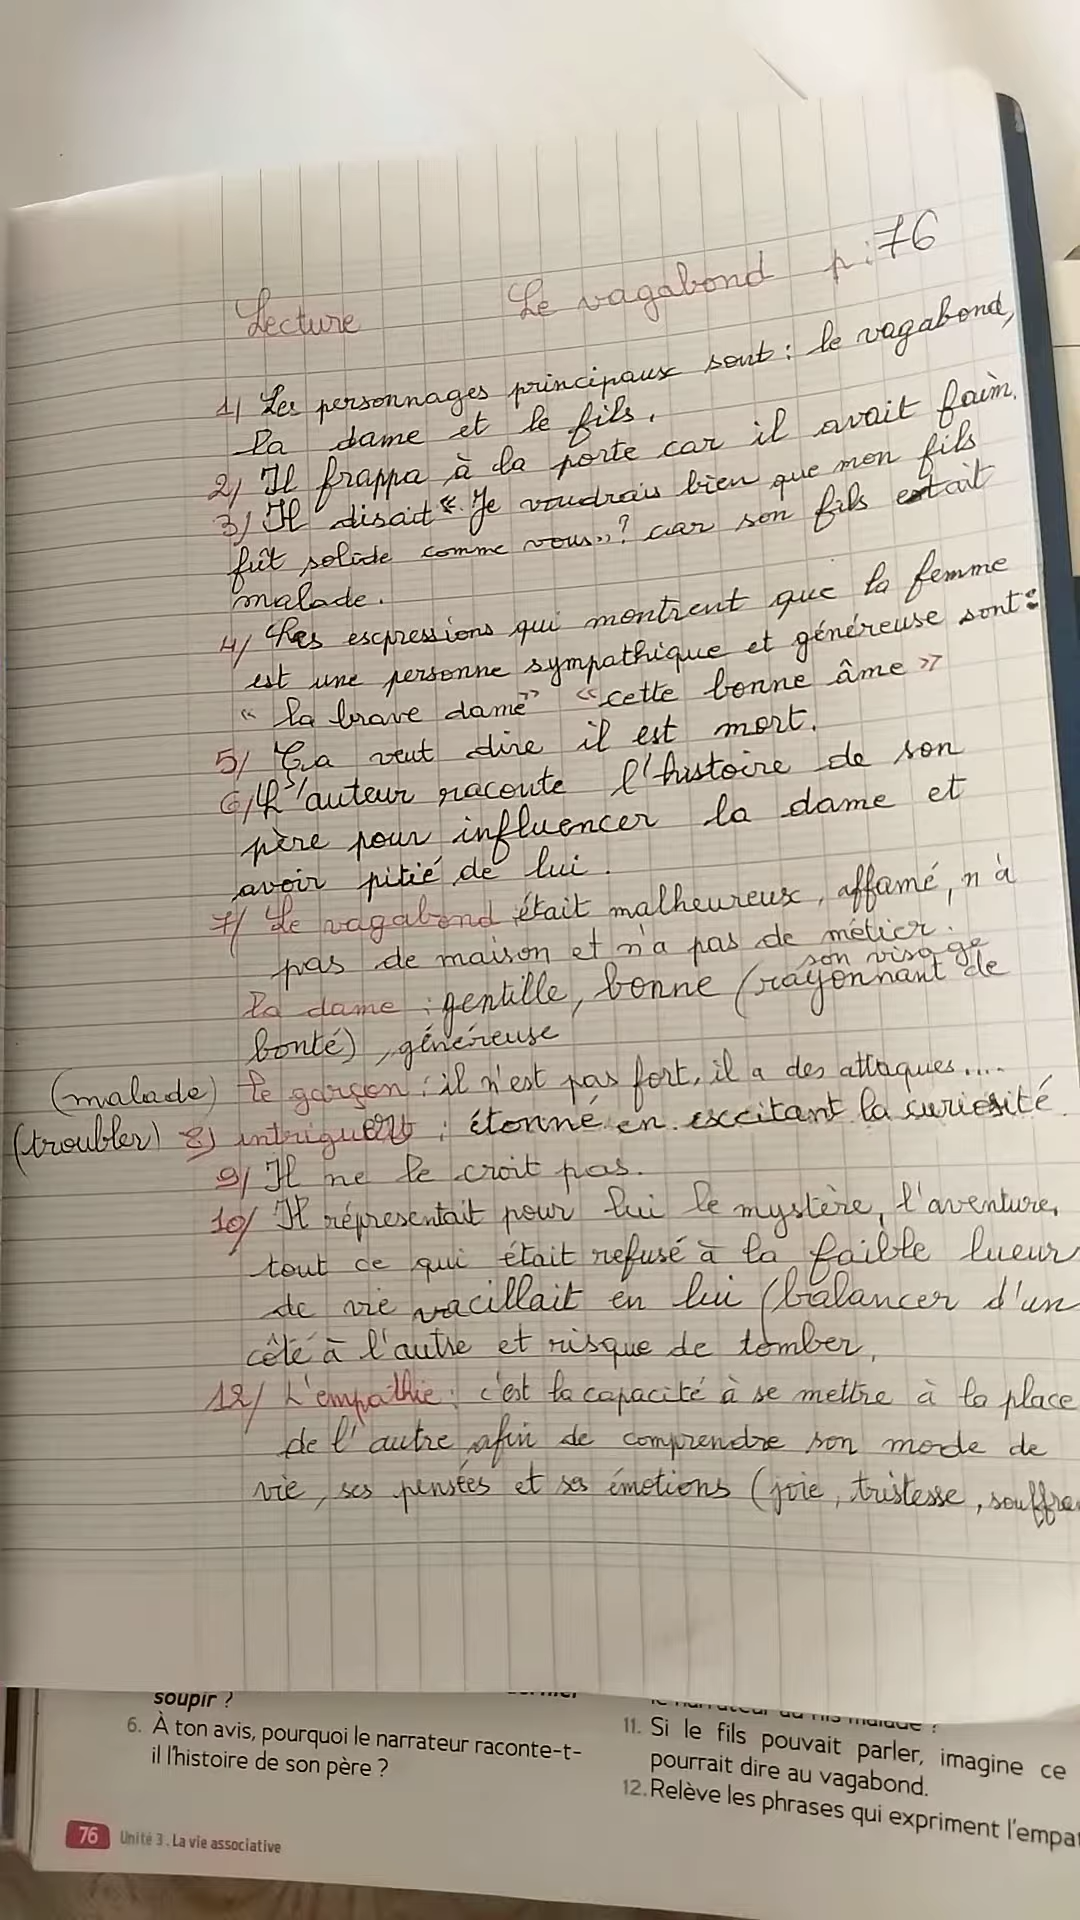 Lecture Le vagabond p:76
1/ Les personnages principaux sont : le vagabond,
la dame et le fils.
2/ Il frappa à la porte car il avait faim.
3/ Il disait « Je voudrais bien que mon fils
fût solide comme vous »? car son fils était
malade.
4/ Les expressions qui montrent que la femme
est une personne sympathique et généreuse sont :
" la brave dame" « cette bonne âme »
5/ Ça veut dire il est mort.
6/ L'auteur raconte l'histoire de son
père pour influencer la dame et
avoir pitié de lui.
7/ Le vagabond était malheureux, affamé, n'a
pas de maison et n'a pas de métier.
son visage
La dame : gentille, bonne (rayonnant de
bonté), généreuse
(malade) Le garçon : il n'est pas fort, il a des attaques....
(troubler) 8) : étonné en excitant la curiosité
9/ Il ne le croit pas.
10/ Il répresentait pour lui le mystère, l'aventure,
tout ce qui était refusé à la faible lueur
de vie vacillait en lui (balancer d'un
côté à l'autre et risque de tomber,
12/ L'empathie : c'est la capacité à se mettre à la place
de l'autre afin de comprendre son mode de
vie, ses pensées et ses émotions (joie, tristesse, souffra
soupir ?
6. À ton avis, pourquoi le narrateur raconte-t-
il l'histoire de son père ?
76 Unité 3. La vie associative
11. Si le fils pouvait parler, imagine ce
pourrait dire au vagabond.
12. Relève les phrases qui expriment l'empa